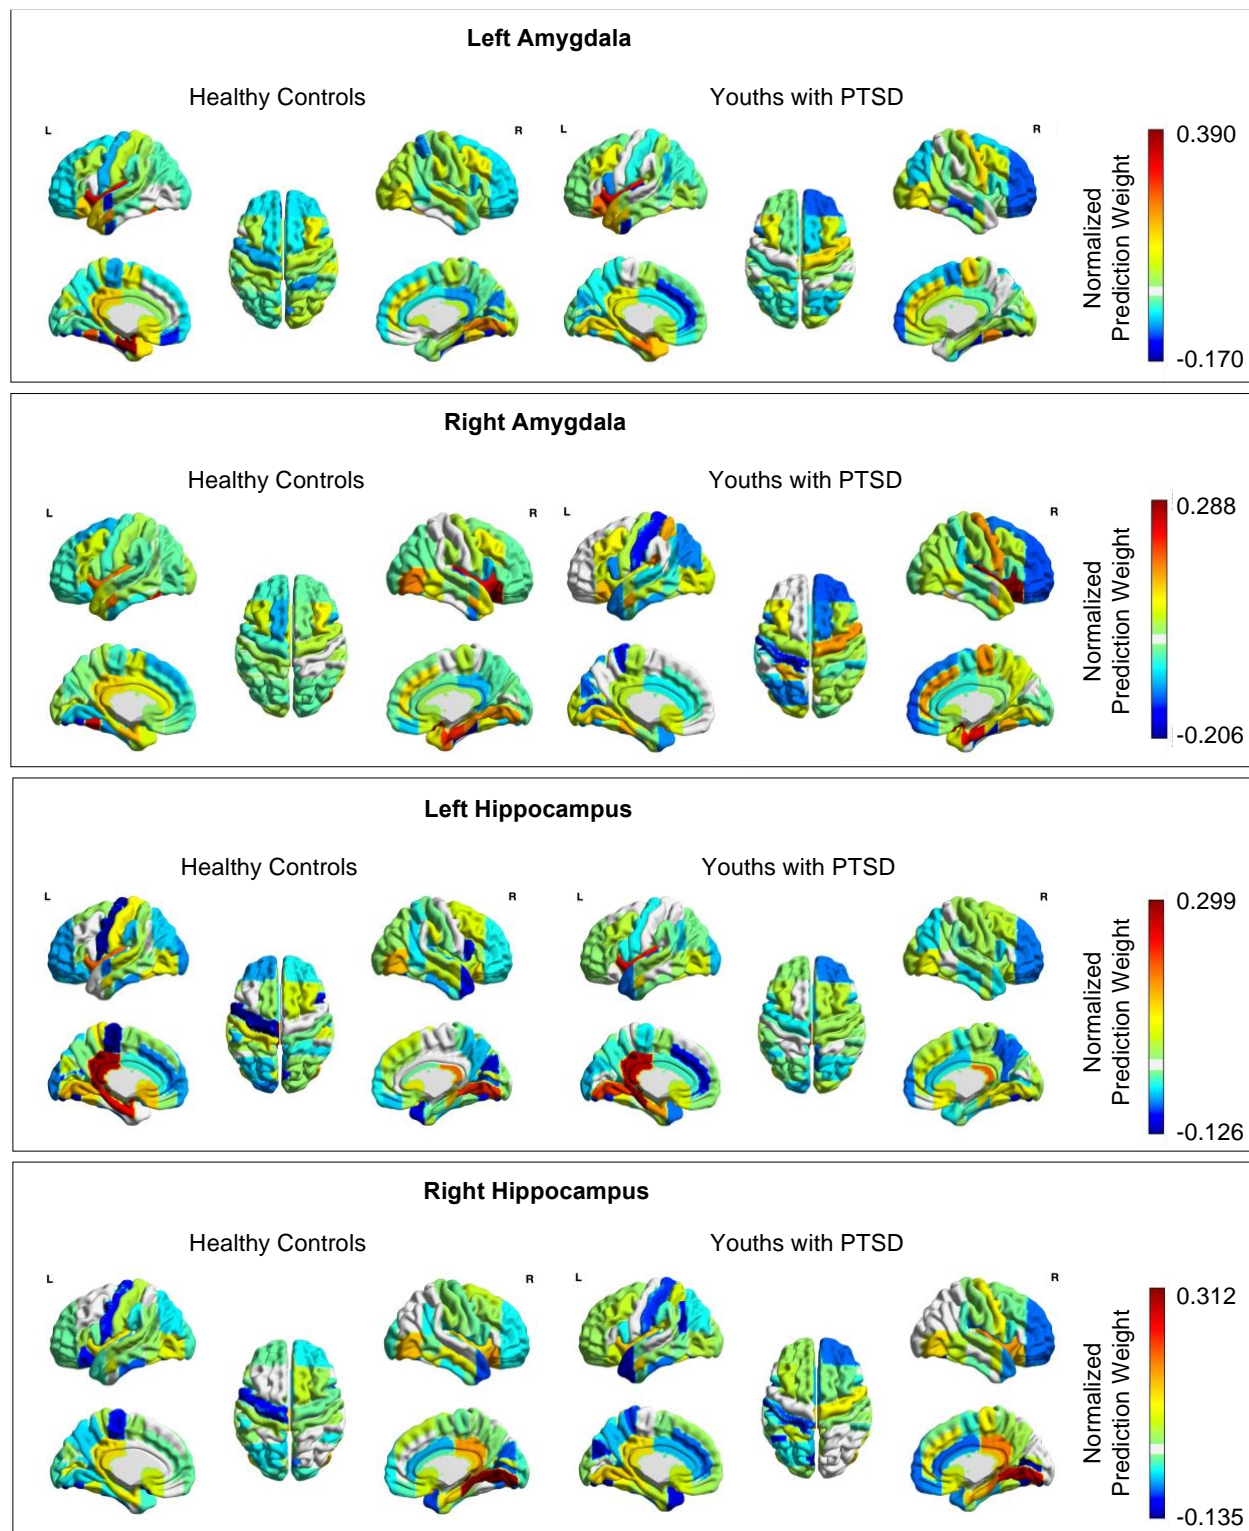 Left Amygdala
Healthy Controls
Youths with PTSD
L
R
L
R
Normalized
Prediction Weight
0.390
-0.170
Right Amygdala
Healthy Controls
Youths with PTSD
L
R
L
R
Normalized
Prediction Weight
0.288
-0.206
Left Hippocampus
Healthy Controls
Youths with PTSD
L
R
L
R
Normalized
Prediction Weight
0.299
-0.126
Right Hippocampus
Healthy Controls
Youths with PTSD
L
R
L
R
Normalized
Prediction Weight
0.312
-0.135